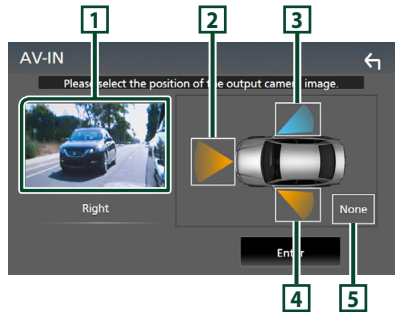 1 2 3
AV-IN
Please select the position of the output camera image.
Right
None
Enter
4 5